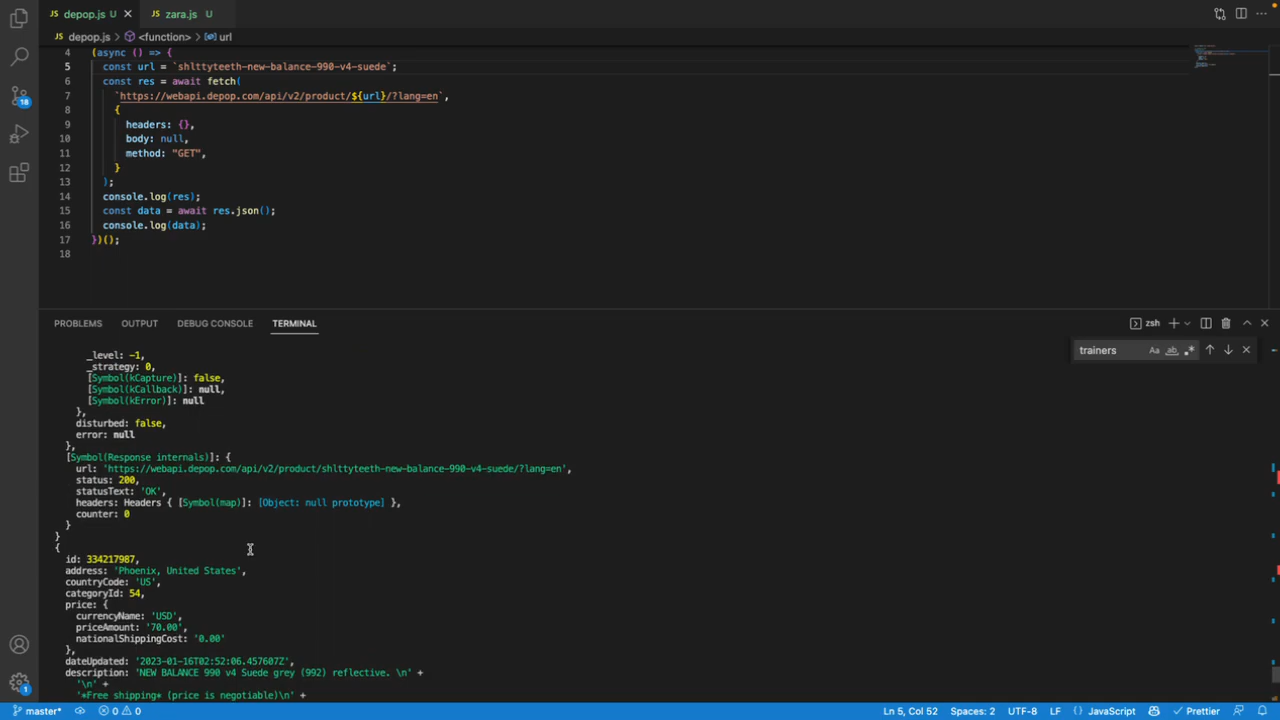 depop.js U
zara.js U
depop.js > <function> > url
4 (async () => {
5 const url = `shlttyteeth-new-balance-990-v4-suede`;
6 const res = await fetch(
7 `https://webapi.depop.com/api/v2/product/${url}/?lang=en`,
8 {
9 headers: {},
10 body: null,
11 method: "GET",
12 }
13 );
14 console.log(res);
15 const data = await res.json();
16 console.log(data);
17 })();
18
PROBLEMS OUTPUT DEBUG CONSOLE TERMINAL
zsh
trainers
Aa ab
_level: -1,
_strategy: 0,
[Symbol(kCapture)]: false,
[Symbol(kCallback)]: null,
[Symbol(kError)]: null
},
disturbed: false,
error: null
},
[Symbol(Response internals)]: {
url: 'https://webapi.depop.com/api/v2/product/shlttyteeth-new-balance-990-v4-suede/?lang=en',
status: 200,
statusText: 'OK',
headers: Headers { [Symbol(map)]: [Object: null prototype] },
counter: 0
}
}
{
id: 334217987,
address: 'Phoenix, United States',
countryCode: 'US',
categoryId: 54,
price: {
currencyName: 'USD',
priceAmount: '70.00',
nationalShippingCost: '0.00'
},
dateUpdated: '2023-01-16T02:52:06.457607Z',
description: 'NEW BALANCE 990 v4 Suede grey (992) reflective. \n' +
'\n' +
'*Free shipping* (price is negotiable)\n' +
18
1
master* 0 0 Ln 5, Col 52 Spaces: 2 UTF-8 LF {} JavaScript Prettier